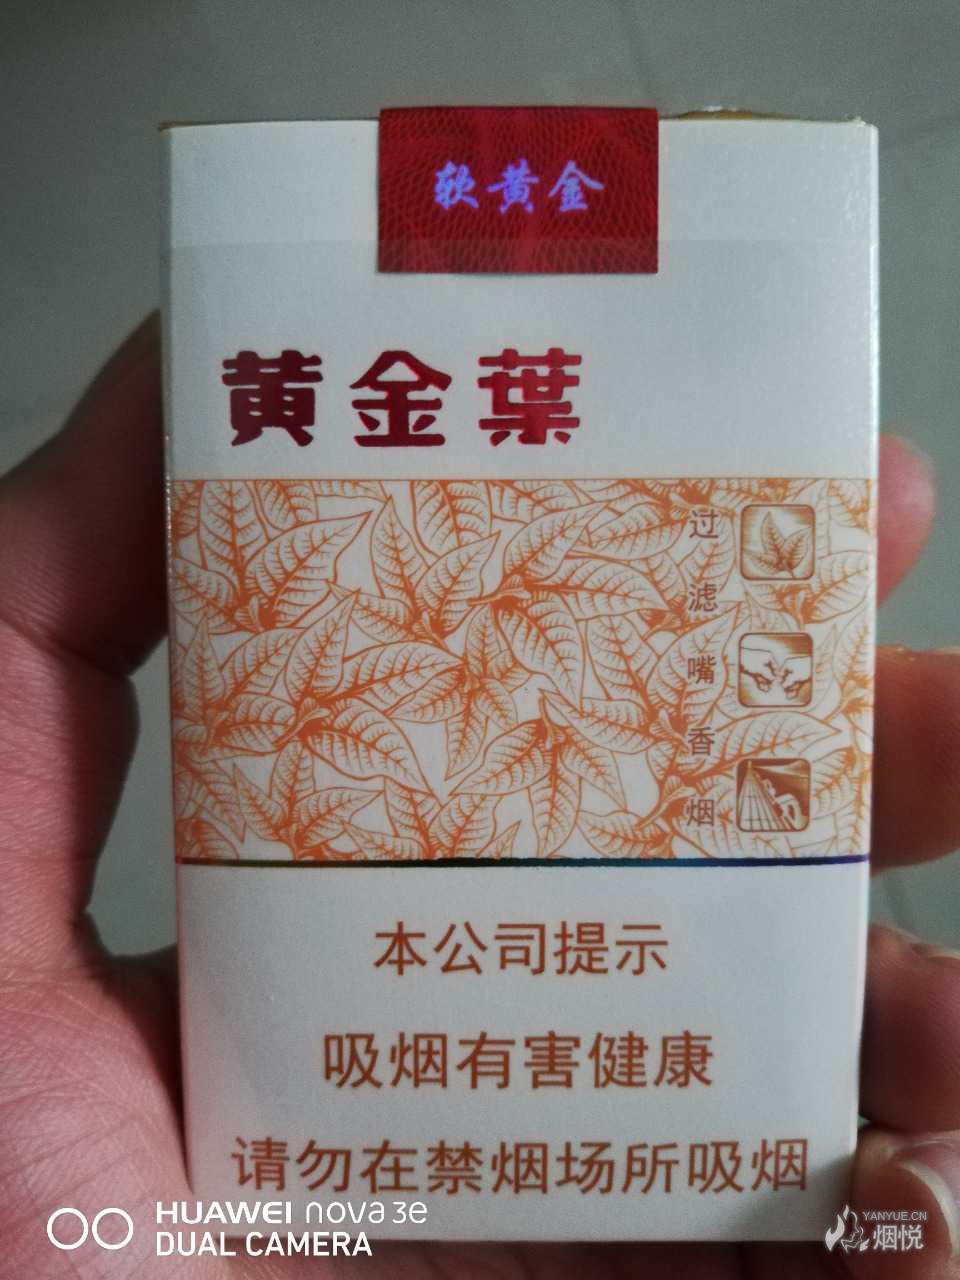 软黄金
黄金葉
过滤嘴香烟
本公司提示
吸烟有害健康
请勿在禁烟场所吸烟
HUAWEI nova 3e
DUAL CAMERA
YANYUE.CN
烟悦